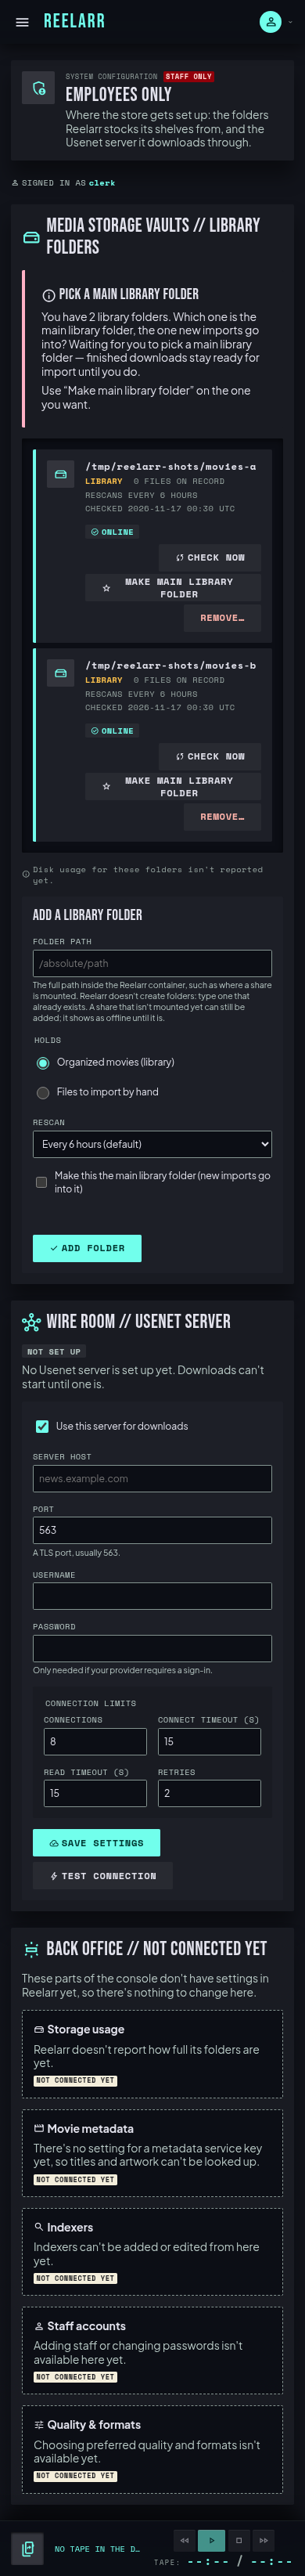 REELARR
SYSTEM CONFIGURATION STAFF ONLY
EMPLOYEES ONLY
Where the store gets set up: the folders
Reelarr stocks its shelves from, and the
Usenet server it downloads through.
SIGNED IN AS clerk
MEDIA STORAGE VAULTS // LIBRARY
FOLDERS
PICK A MAIN LIBRARY FOLDER
You have 2 library folders. Which one is the
main library folder, the one new imports go
into? Waiting for you to pick a main library
folder — finished downloads stay safe for
import until you do.
Use “Make main library folder” on the one
you want.
/tmp/reelarr-shots/movies-a
LIBRARY 0 FILES ON RECORD
RESCANS EVERY 6 HOURS
CHECKED 2026-11-17 00:30 UTC
ONLINE
CHECK NOW
MAKE MAIN LIBRARY
FOLDER
REMOVE…
/tmp/reelarr-shots/movies-b
LIBRARY 0 FILES ON RECORD
RESCANS EVERY 6 HOURS
CHECKED 2026-11-17 00:30 UTC
ONLINE
CHECK NOW
MAKE MAIN LIBRARY
FOLDER
REMOVE…
Disk usage for these folders isn't reported
yet.
ADD A LIBRARY FOLDER
FOLDER PATH
/absolute/path
The full path inside the Reelarr container, such as where a share
is mounted. Reelarr doesn't create folders: type one that
already exists. A share that isn't mounted yet can still be
added; it shows as offline until it is.
HOLDS
Organized movies (library)
Files to import by hand
RESCAN
Every 6 hours (default)
Make this the main library folder (new imports go
into it)
ADD FOLDER
WIRE ROOM // USENET SERVER
NOT SET UP
No Usenet server is set up yet. Downloads can't
start until one is.
Use this server for downloads
SERVER HOST
news.example.com
PORT
563
A TLS port, usually 563.
USERNAME
PASSWORD
Only needed if your provider requires a sign-in.
CONNECTION LIMITS
CONNECTIONS CONNECT TIMEOUT (S)
8 15
READ TIMEOUT (S) RETRIES
15 2
SAVE SETTINGS
TEST CONNECTION
BACK OFFICE // NOT CONNECTED YET
These parts of the console don't have settings in
Reelarr yet, so there's nothing to change here.
Storage usage
Reelarr doesn't report how full its folders are
yet.
NOT CONNECTED YET
Movie metadata
There's no setting for a metadata service key
yet, so titles and artwork can't be looked up.
NOT CONNECTED YET
Indexers
Indexers can't be added or edited from here
yet.
NOT CONNECTED YET
Staff accounts
Adding staff or changing passwords isn't
available here yet.
NOT CONNECTED YET
Quality & formats
Choosing preferred quality and formats isn't
available yet.
NOT CONNECTED YET
NO TAPE IN THE D…
TAPE: --:-- / --:--